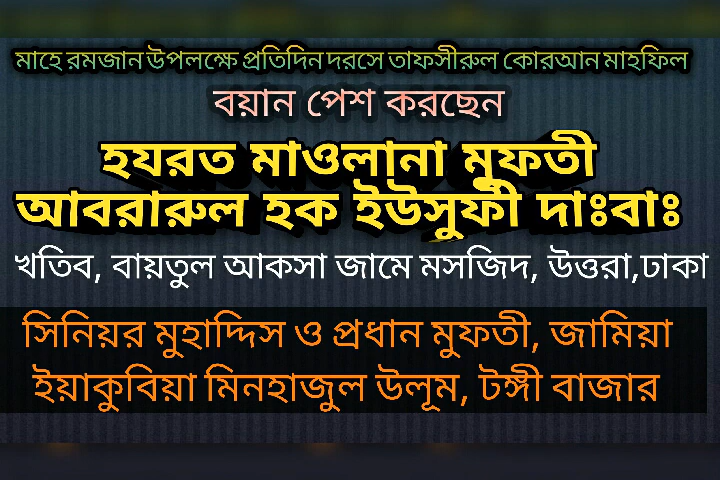 মাহে রমজান উপলক্ষে প্রতিদিন দরসে তাফসীরুল কোরআন মাহফিল
বয়ান পেশ করছেন
হযরত মাওলানা মুফতী
আবরারুল হক ইউসুফী দাঃবাঃ
খতিব, বায়তুল আকসা জামে মসজিদ, উত্তরা,ঢাকা
সিনিয়র মুহাদ্দিস ও প্রধান মুফতী, জামিয়া
ইয়াকুবিয়া মিনহাজুল উলূম, টঙ্গী বাজার